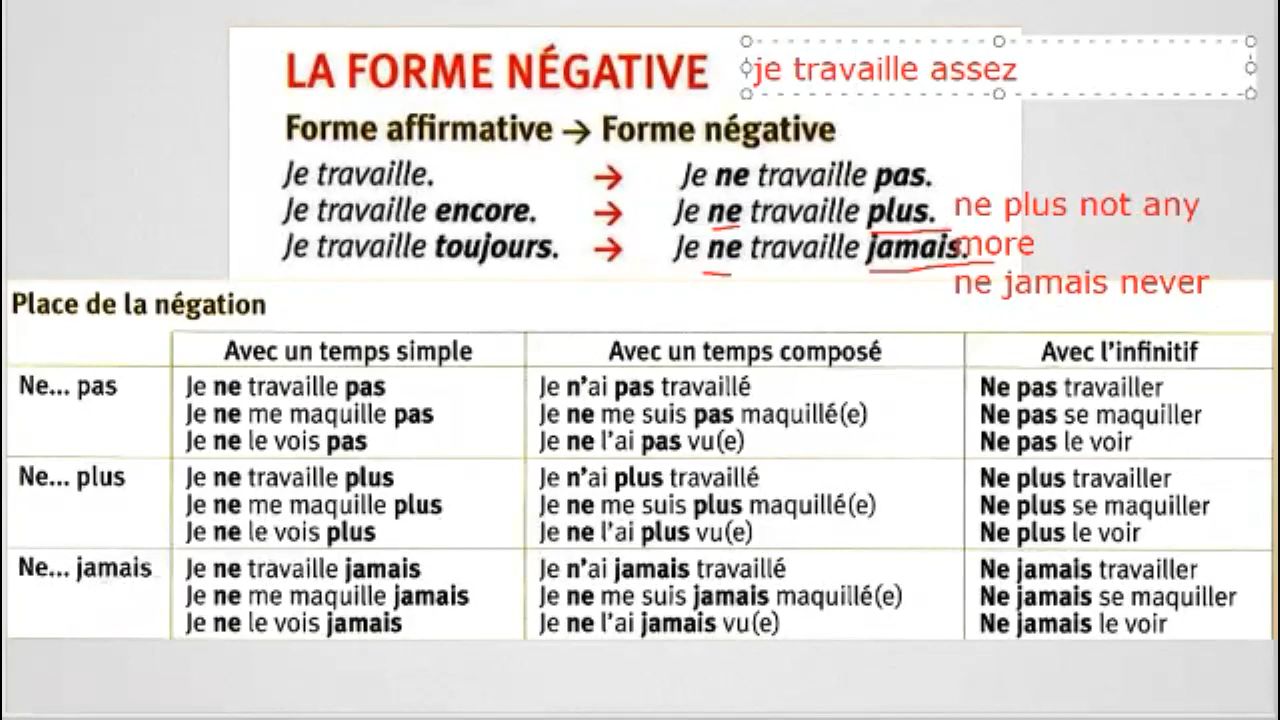 LA FORME NÉGATIVE
je travaille assez
Forme affirmative → Forme négative
Je travaille. → Je ne travaille pas.
Je travaille encore. → Je ne travaille plus.
Je travaille toujours. → Je ne travaille jamais.
ne plus not any
more
ne jamais never
Place de la négation
Avec un temps simple Avec un temps composé Avec l'infinitif
Ne... pas Je ne travaille pas Je n'ai pas travaillé Ne pas travailler
Je ne me maquille pas Je ne me suis pas maquillé(e) Ne pas se maquiller
Je ne le vois pas Je ne l'ai pas vu(e) Ne pas le voir
Ne... plus Je ne travaille plus Je n'ai plus travaillé Ne plus travailler
Je ne me maquille plus Je ne me suis plus maquillé(e) Ne plus se maquiller
Je ne le vois plus Je ne l'ai plus vu(e) Ne plus le voir
Ne... jamais Je ne travaille jamais Je n'ai jamais travaillé Ne jamais travailler
Je ne me maquille jamais Je ne me suis jamais maquillé(e) Ne jamais se maquiller
Je ne le vois jamais Je ne l'ai jamais vu(e) Ne jamais le voir